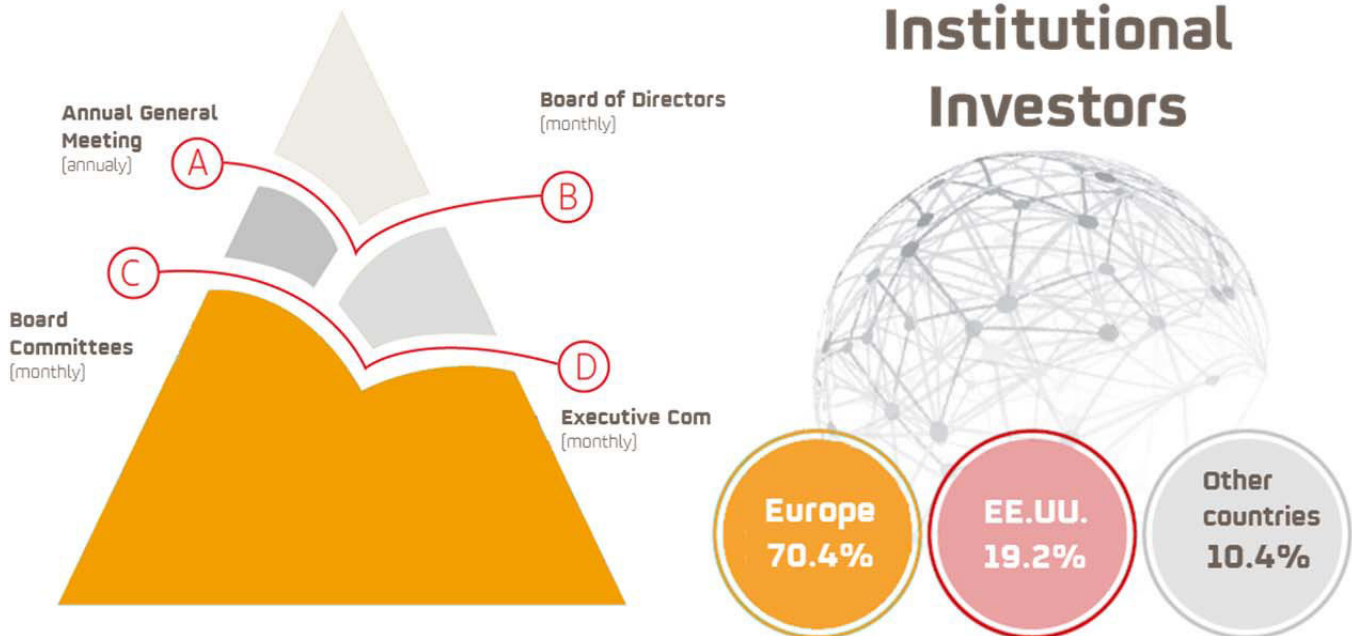 Annual General
Meeting
(annualy)
A
Board of Directors
(monthly)
B
C
Board
Committees
(monthly)
D
Executive Com
(monthly)
Institutional
Investors
Europe
70.4%
EE.UU.
19.2%
Other
countries
10.4%